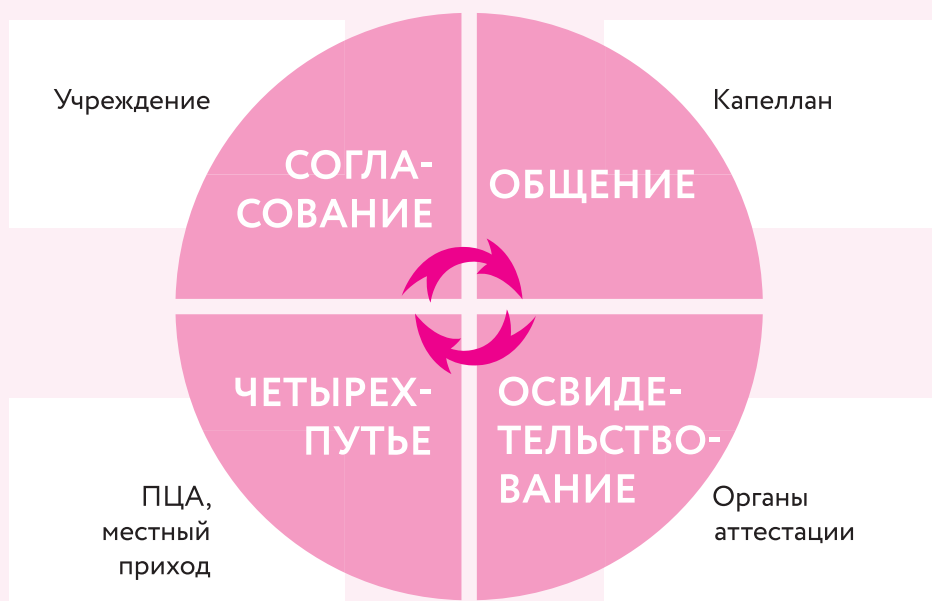 Учреждение
Капеллан
СОГЛА-
СОВАНИЕ
ОБЩЕНИЕ
ЧЕТЫРЕХ-
ПУТЬЕ
ОСВИДЕ-
ТЕЛЬСТВО-
ВАНИЕ
ПЦА,
местный
приход
Органы
аттестации